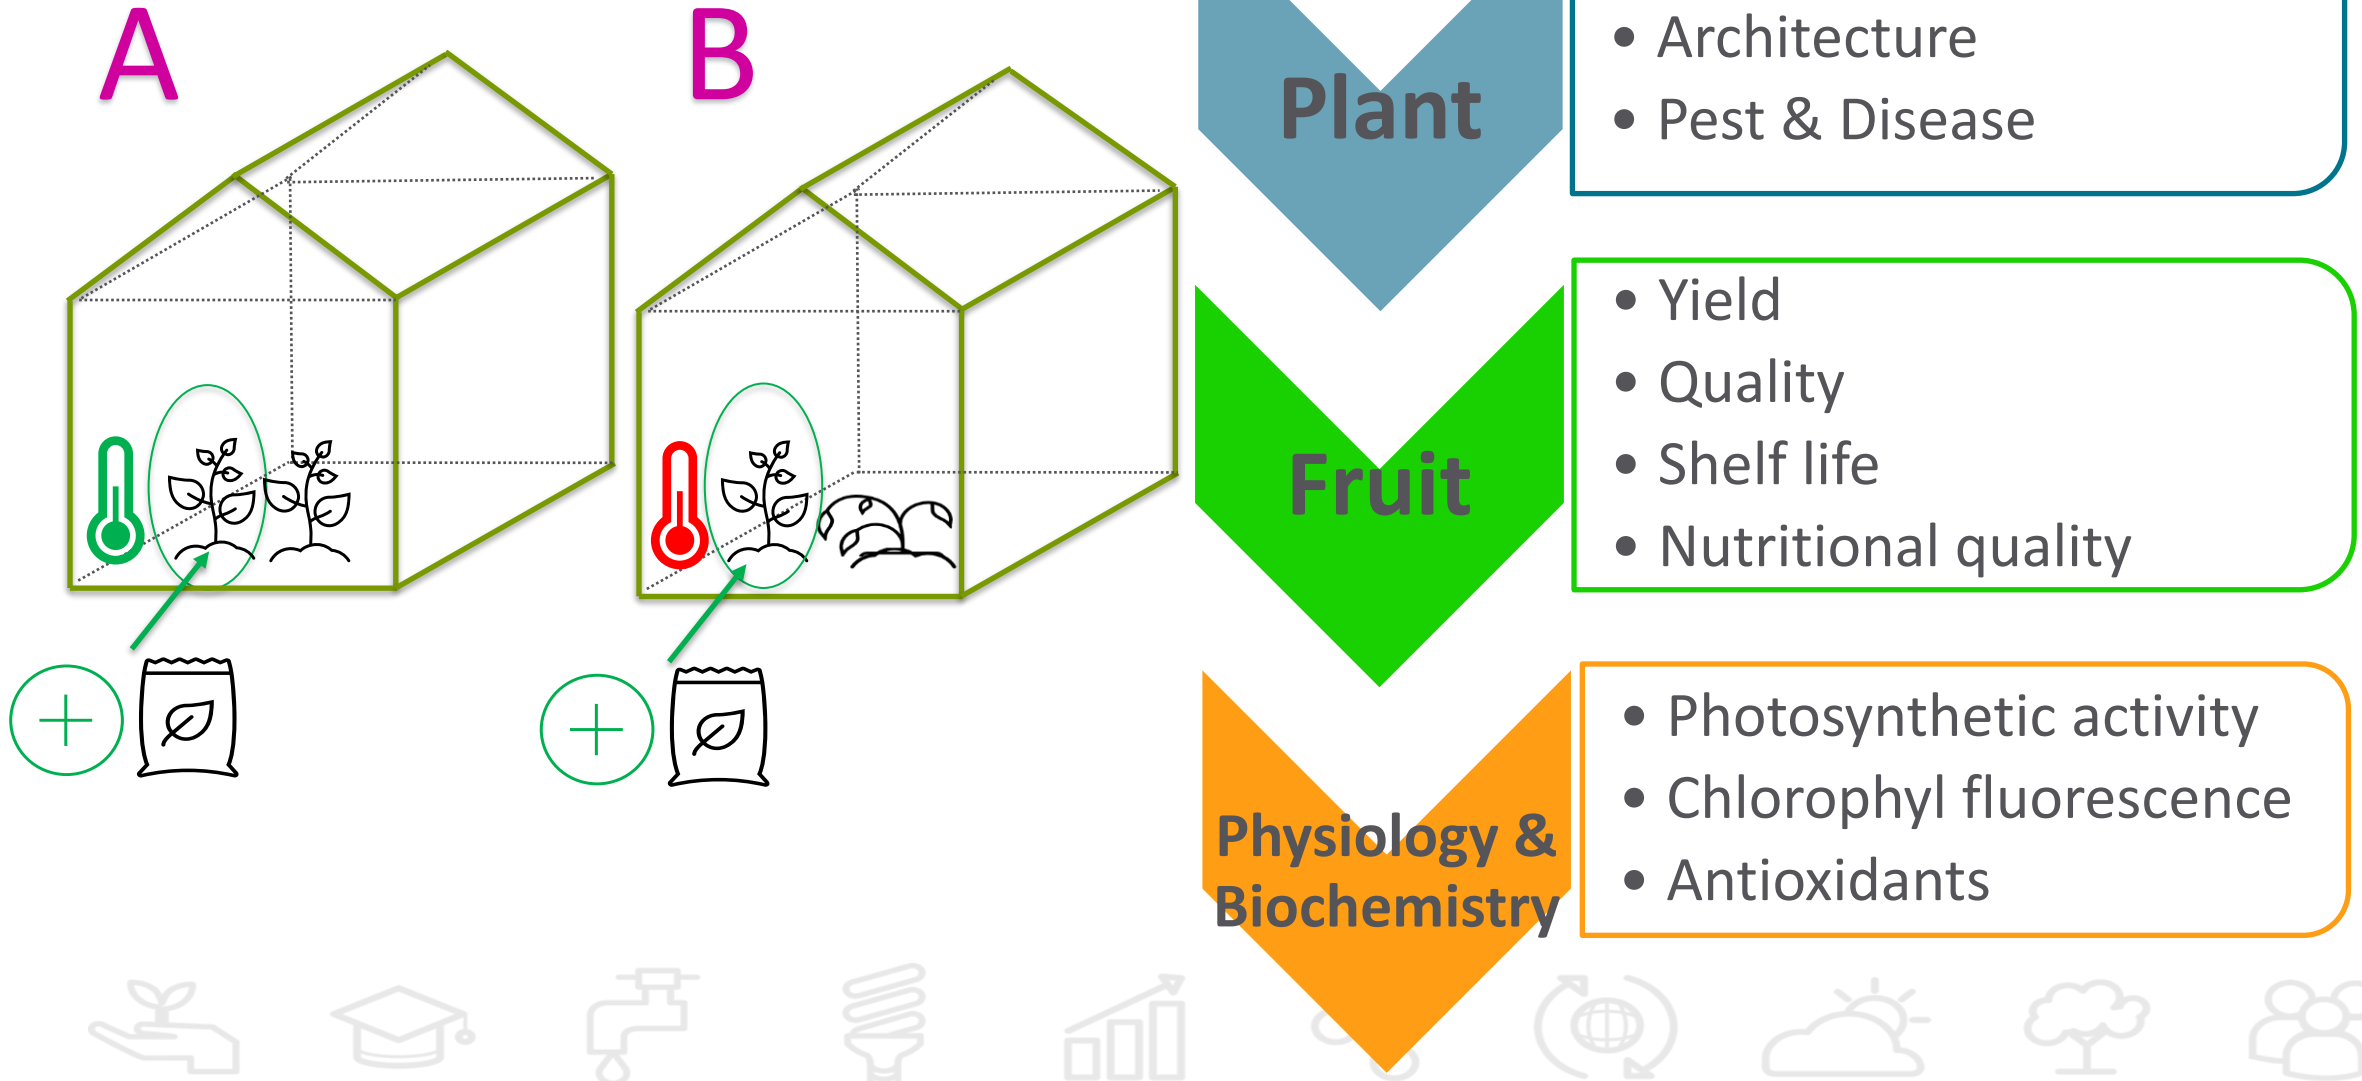 A
B
Plant
• Architecture
• Pest & Disease
Fruit
• Yield
• Quality
• Shelf life
• Nutritional quality
Physiology &
Biochemistry
• Photosynthetic activity
• Chlorophyl fluorescence
• Antioxidants